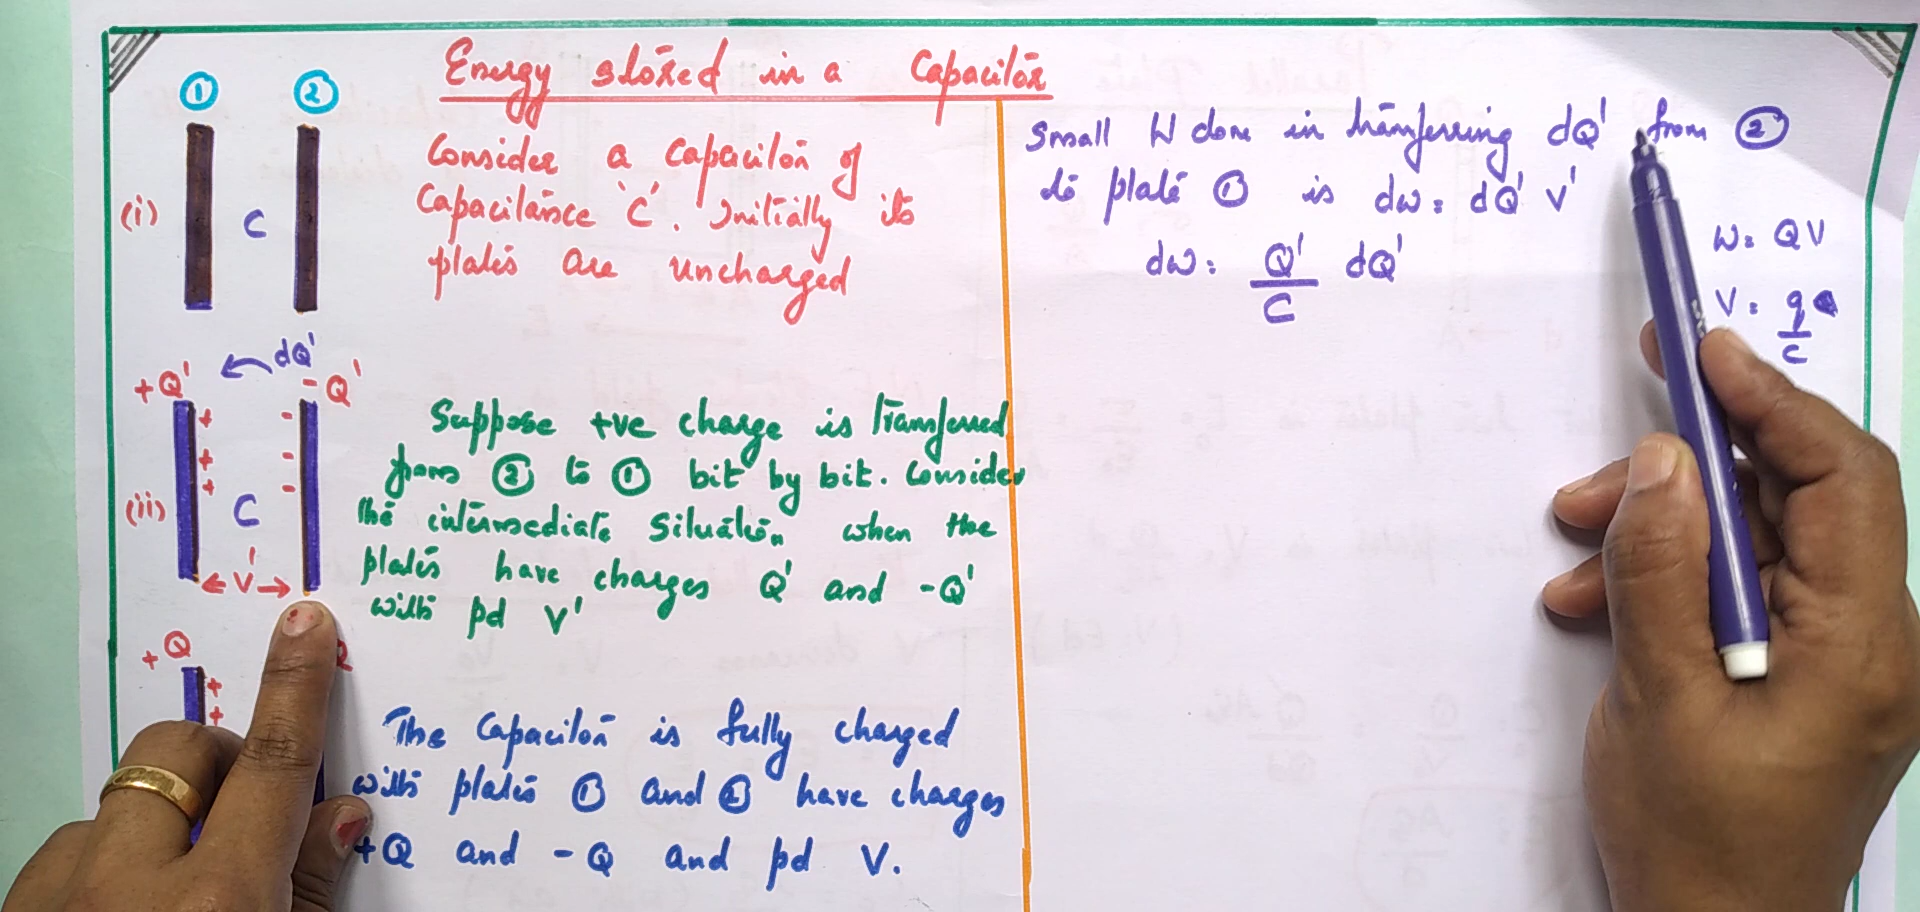 Energy stored in a Capacitor
1 2
(i) C
Consider a capacitor of
Capacitance 'C'. Initially its
plates are uncharged
dQ'
+Q' - Q'
+ -
+ -
+ -
(ii) C
V'
Suppose +ve charge is transferred
from 2 to 1 bit by bit. Consider
the intermediate situation when the
plates have charges Q' and -Q'
with pd V'
+Q Q
+
+
The Capacitor is fully charged
with plates 1 and 2 have charges
+Q and -Q and pd V.
Small W done in transferring dQ' from 2
to plate 1 is dw = dQ' V'
dw = Q'/C dQ'
W = QV
V = q/C